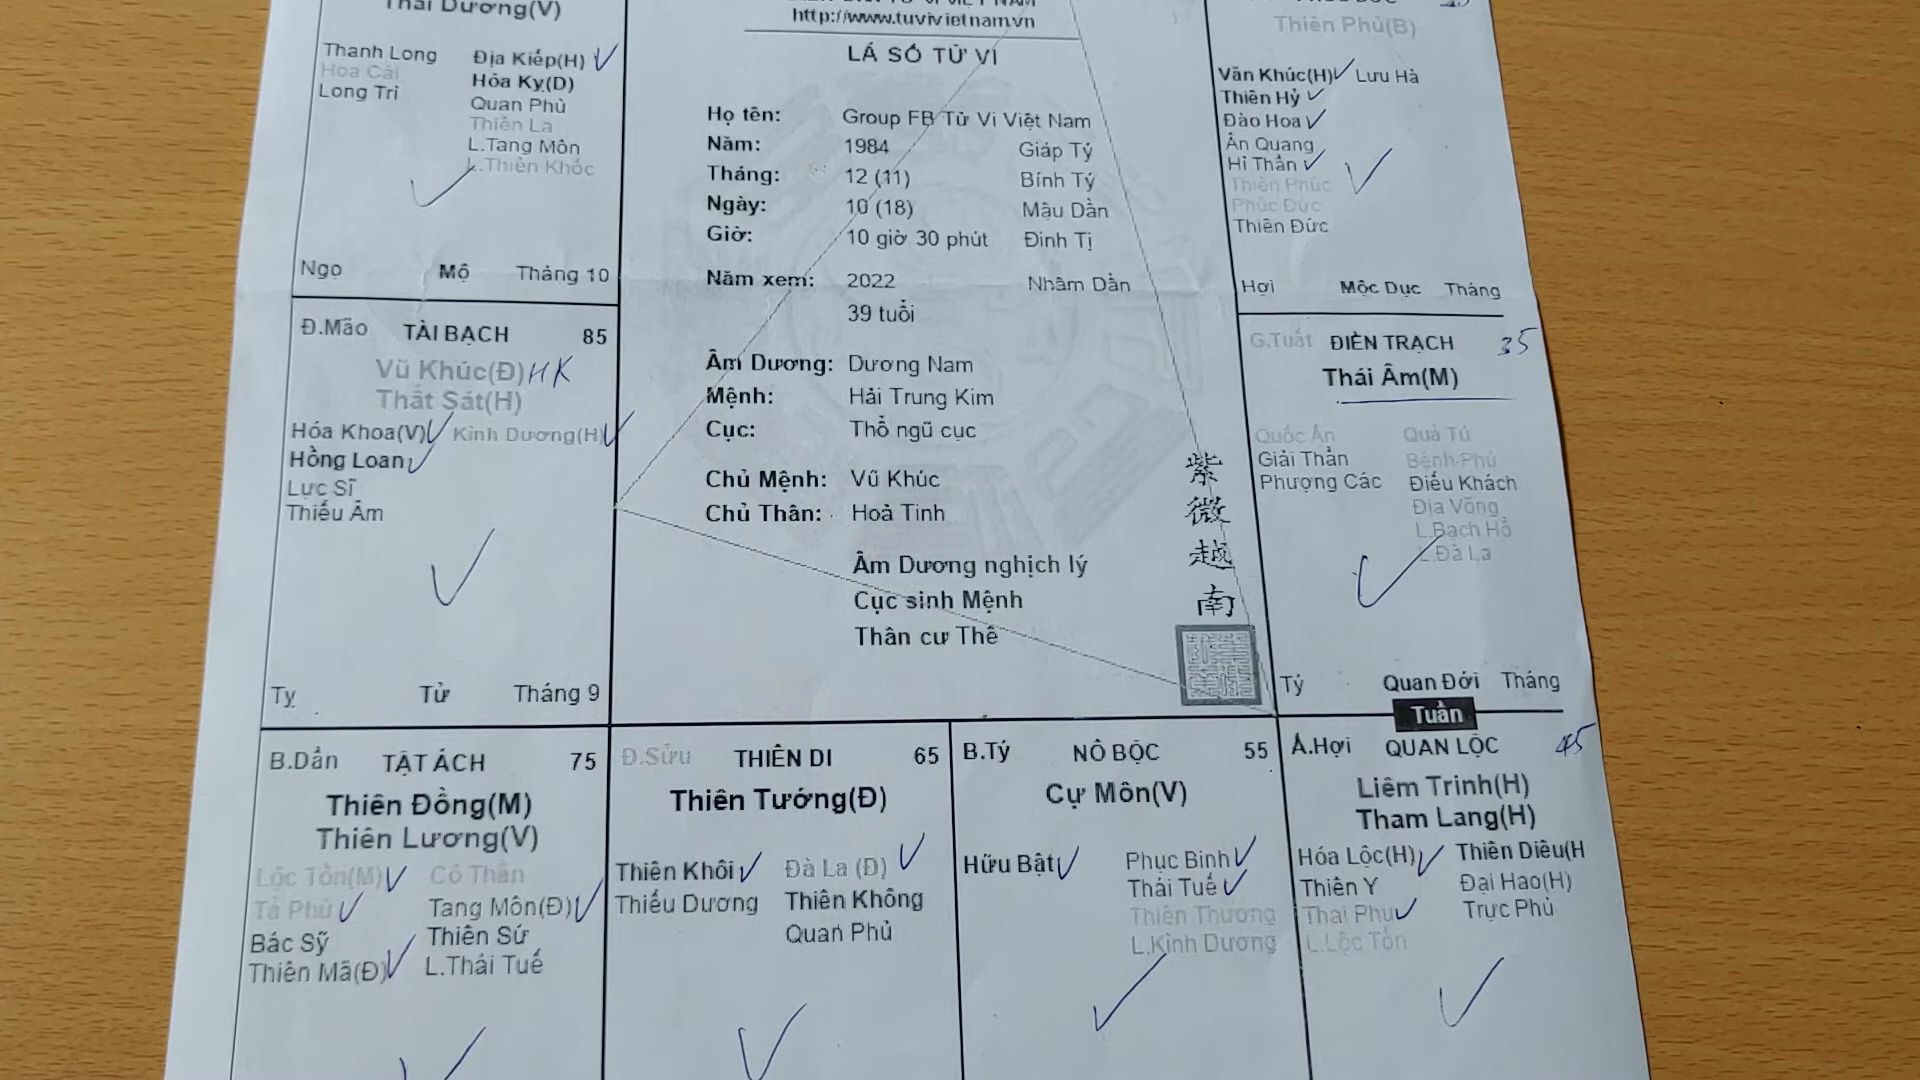 Thái Dương(V)
Thanh Long Địa Kiếp(H)
Hoa Cái Hóa Kỵ(D)
Long Trì Quan Phủ
Thiên La
L.Tang Môn
L.Thiên Khốc
Ngọ Mộ Tháng 10
http://www.tuvivietnam.vn
LÁ SỐ TỬ VI
Họ tên: Group FB Tử Vi Việt Nam
Năm: 1984 Giáp Tý
Tháng: 12 (11) Bính Tý
Ngày: 10 (18) Mậu Dần
Giờ: 10 giờ 30 phút Đinh Tị
Năm xem: 2022 Nhâm Dần
39 tuổi
Âm Dương: Dương Nam
Mệnh: Hải Trung Kim
Cục: Thổ ngũ cục
Chủ Mệnh: Vũ Khúc
Chủ Thân: Hoả Tinh
Âm Dương nghịch lý
Cục sinh Mệnh
Thân cư Thê
紫
微
越
南
Thiên Phủ(B)
Văn Khúc(H) Lưu Hà
Thiên Hỷ
Đào Hoa
Ân Quang
Hỉ Thần
Thiên Phúc
Phúc Đức
Thiên Đức
Hợi Mộc Dục Tháng
Đ.Mão TÀI BẠCH 85
Vũ Khúc(Đ) HK
Thất Sát(H)
Hóa Khoa(V) Kình Dương(H)
Hồng Loan
Lực Sĩ
Thiếu Âm
Tỵ Tử Tháng 9
G.Tuất ĐIỀN TRẠCH 35
Thái Âm(M)
Quốc Ấn Quả Tú
Giải Thần Bệnh Phù
Phượng Các Điếu Khách
Địa Võng
L.Bạch Hổ
L.Đà La
Tý Quan Đới Tháng
Tuần
B.Dần TẬT ÁCH 75
Thiên Đồng(M)
Thiên Lương(V)
Lộc Tồn(M) Cô Thần
Tả Phù Tang Môn(Đ)
Bác Sỹ Thiên Sứ
Thiên Mã(Đ) L.Thái Tuế
Đ.Sửu THIÊN DI 65
Thiên Tướng(Đ)
Thiên Khôi Đà La (Đ)
Thiếu Dương Thiên Không
Quan Phủ
B.Tý NÔ BỘC 55
Cự Môn(V)
Hữu Bật Phục Binh
Thái Tuế
Thiên Thương
L.Kình Dương
Ấ.Hợi QUAN LỘC 45
Liêm Trinh(H)
Tham Lang(H)
Hóa Lộc(H) Thiên Diêu(H
Thiên Y Đại Hao(H)
Thai Phụ Trực Phù
L.Lộc Tồn